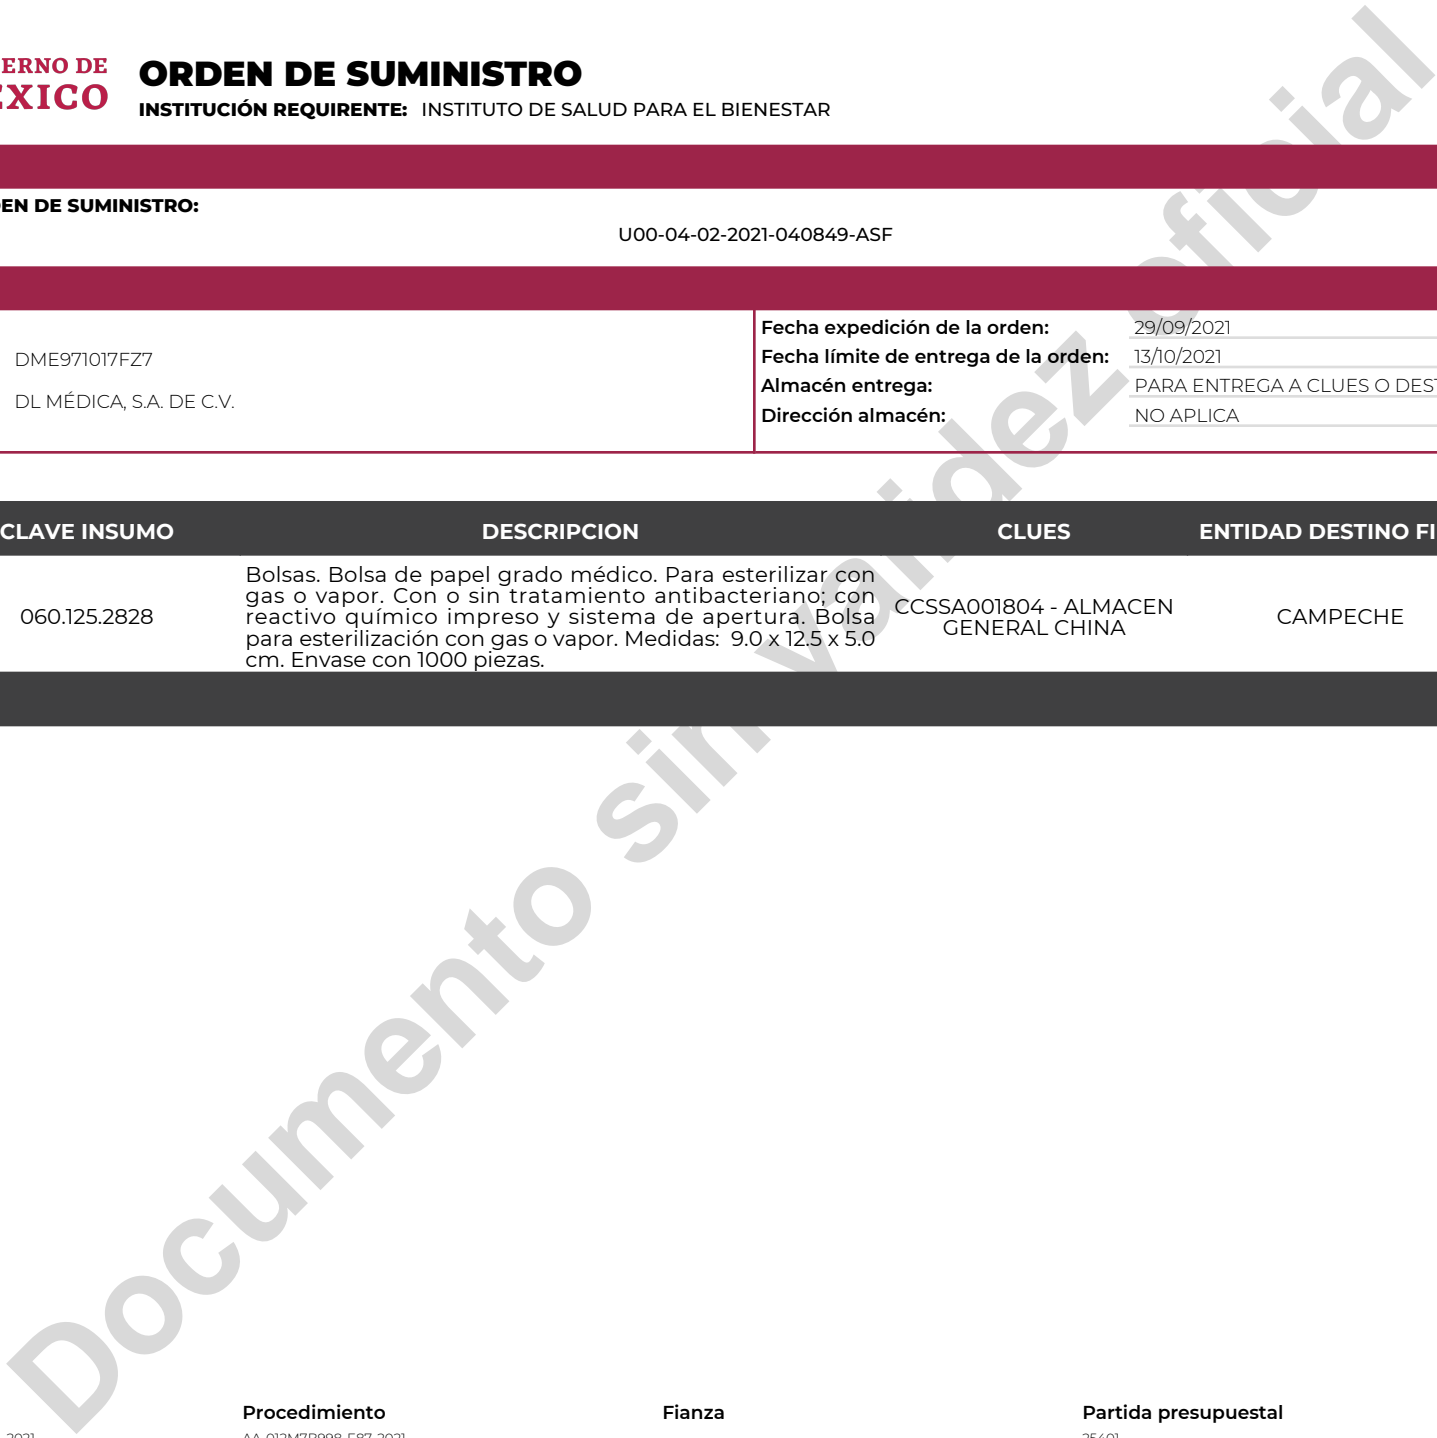 ERNO DE
ORDEN DE SUMINISTRO
EXICO
INSTITUCIÓN REQUIRENTE: INSTITUTO DE SALUD PARA EL BIENESTAR
EN DE SUMINISTRO:
U00-04-02-2021-040849-ASF
DME971017FZ7
DL MÉDICA, S.A. DE C.V.
Fecha expedición de la orden: 29/09/2021
Fecha límite de entrega de la orden: 13/10/2021
Almacén entrega: PARA ENTREGA A CLUES O DEST
Dirección almacén: NO APLICA
CLAVE INSUMO DESCRIPCION CLUES ENTIDAD DESTINO FI
060.125.2828
Bolsas. Bolsa de papel grado médico. Para esterilizar con
gas o vapor. Con o sin tratamiento antibacteriano; con
reactivo químico impreso y sistema de apertura. Bolsa
para esterilización con gas o vapor. Medidas: 9.0 x 12.5 x 5.0
cm. Envase con 1000 piezas.
CCSSA001804 - ALMACEN
GENERAL CHINA
CAMPECHE
Documento sin validez oficial
Procedimiento Fianza Partida presupuestal